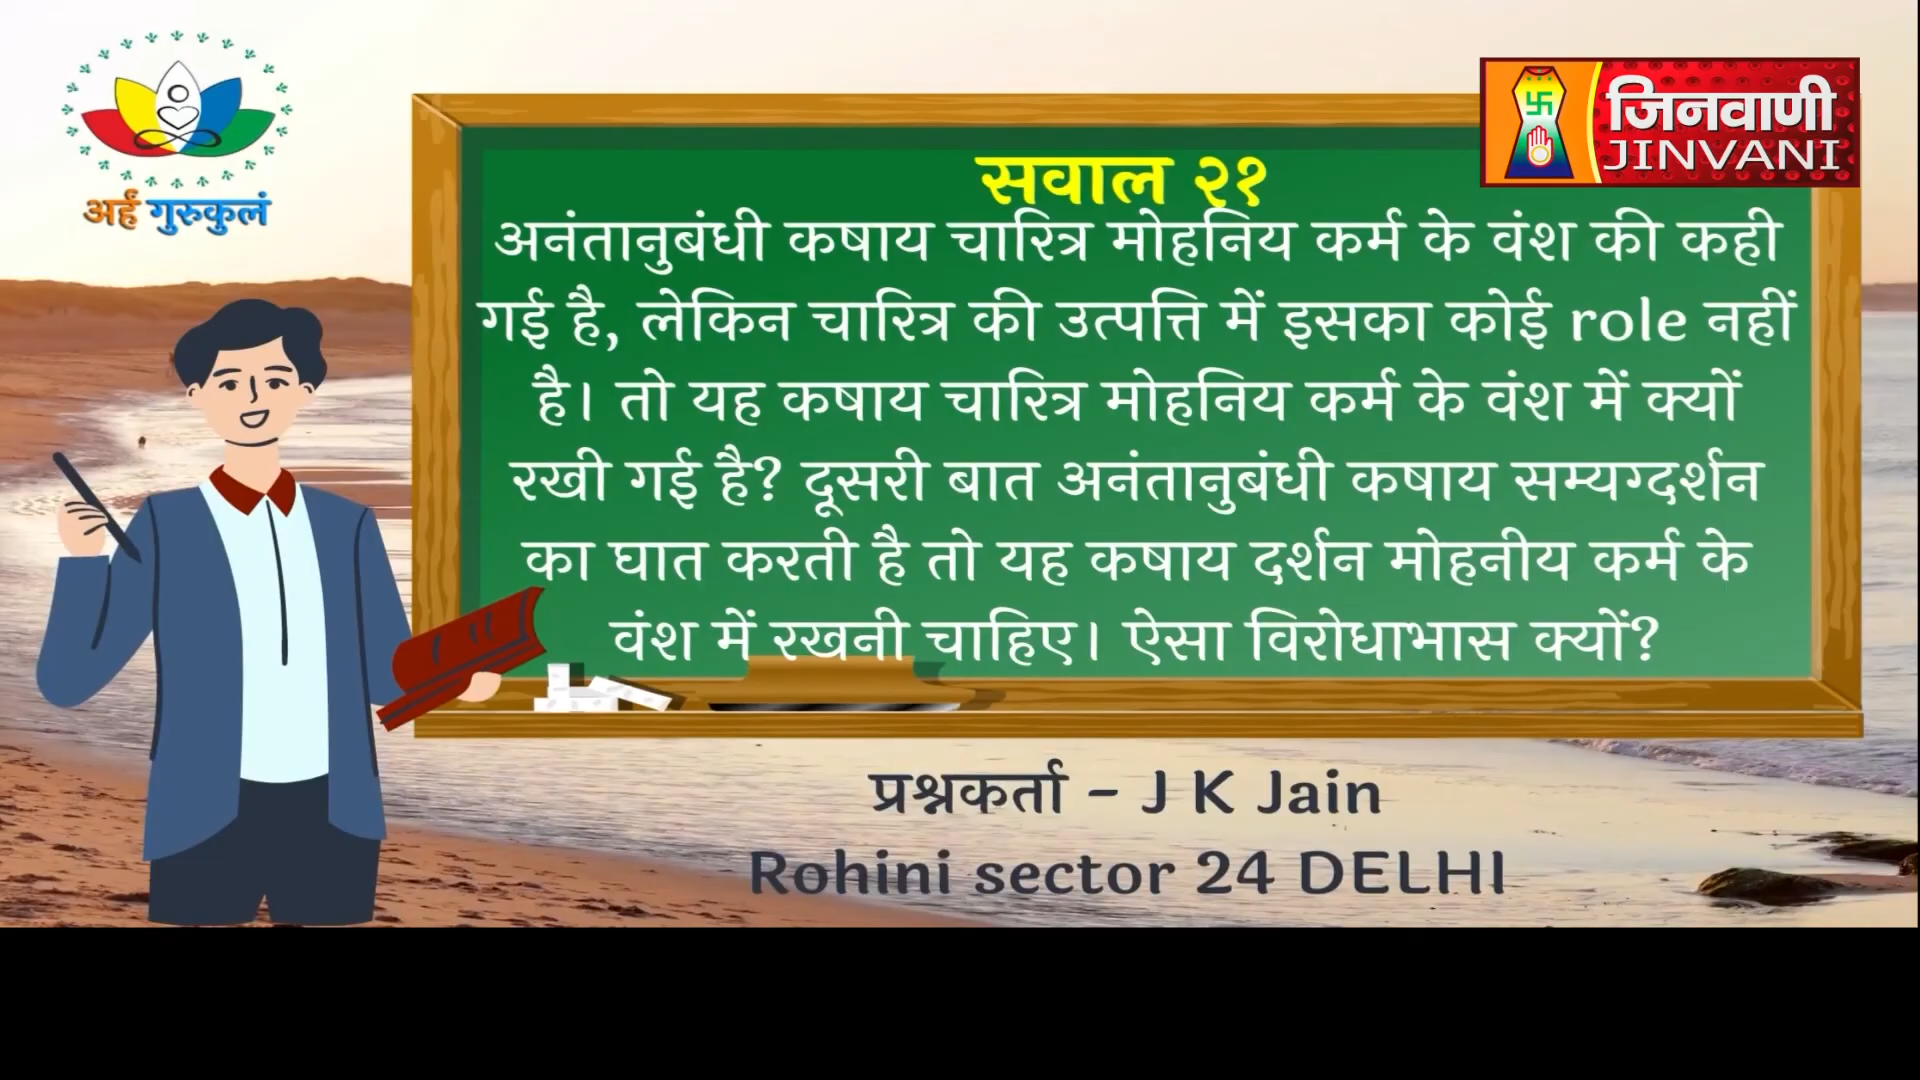 अर्हं गुरुकुलं
जिनवाणी
JINVANI
सवाल २१
अनंतानुबंधी कषाय चारित्र मोहनिय कर्म के वंश की कही
गई है, लेकिन चारित्र की उत्पत्ति में इसका कोई role नहीं
है। तो यह कषाय चारित्र मोहनिय कर्म के वंश में क्यों
रखी गई है? दूसरी बात अनंतानुबंधी कषाय सम्यग्दर्शन
का घात करती है तो यह कषाय दर्शन मोहनीय कर्म के
वंश में रखनी चाहिए। ऐसा विरोधाभास क्यों?
प्रश्नकर्ता - J K Jain
Rohini sector 24 DELHI